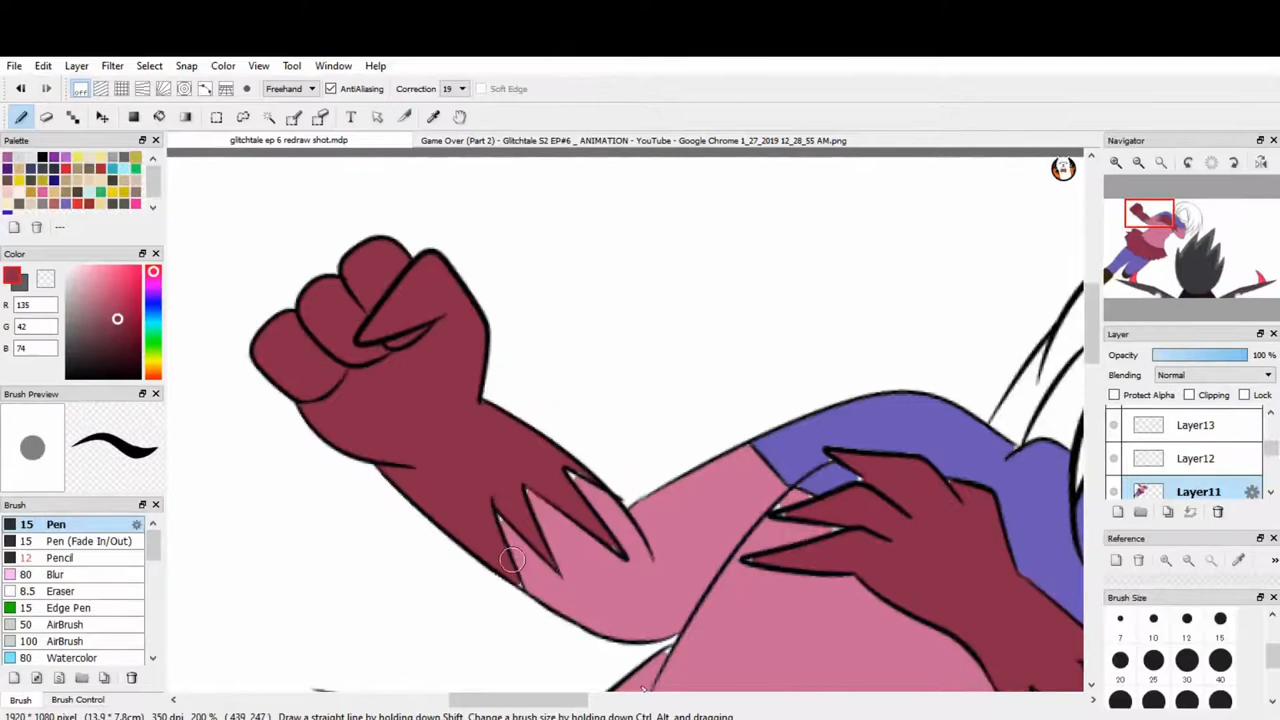 File Edit Layer Filter Select Snap Color View Tool Window Help
off Freehand AntiAliasing Correction 19 Soft Edge
Palette
glitchtale ep 6 redraw shot.mdp
Game Over (Part 2) - Glitchtale S2 EP#6 _ ANIMATION - YouTube - Google Chrome 1_27_2019 12_28_55 AM.png
Navigator
---
Color
R 135
G 42
B 74
Brush Preview
Brush
15 Pen
15 Pen (Fade In/Out)
12 Pencil
80 Blur
8.5 Eraser
15 Edge Pen
50 AirBrush
100 AirBrush
80 Watercolor
Brush Brush Control
Layer
Opacity 100 %
Blending Normal
Protect Alpha Clipping Lock
Layer13
Layer12
Layer11
Reference
Brush Size
7 10 12 15
20 25 30 40
1920 * 1080 pixel (13.9 * 7.8cm) 350 dpi 200 % ( 439, 247 ) Draw a straight line by holding down Shift, Change a brush size by holding down Ctrl, Alt, and dragging